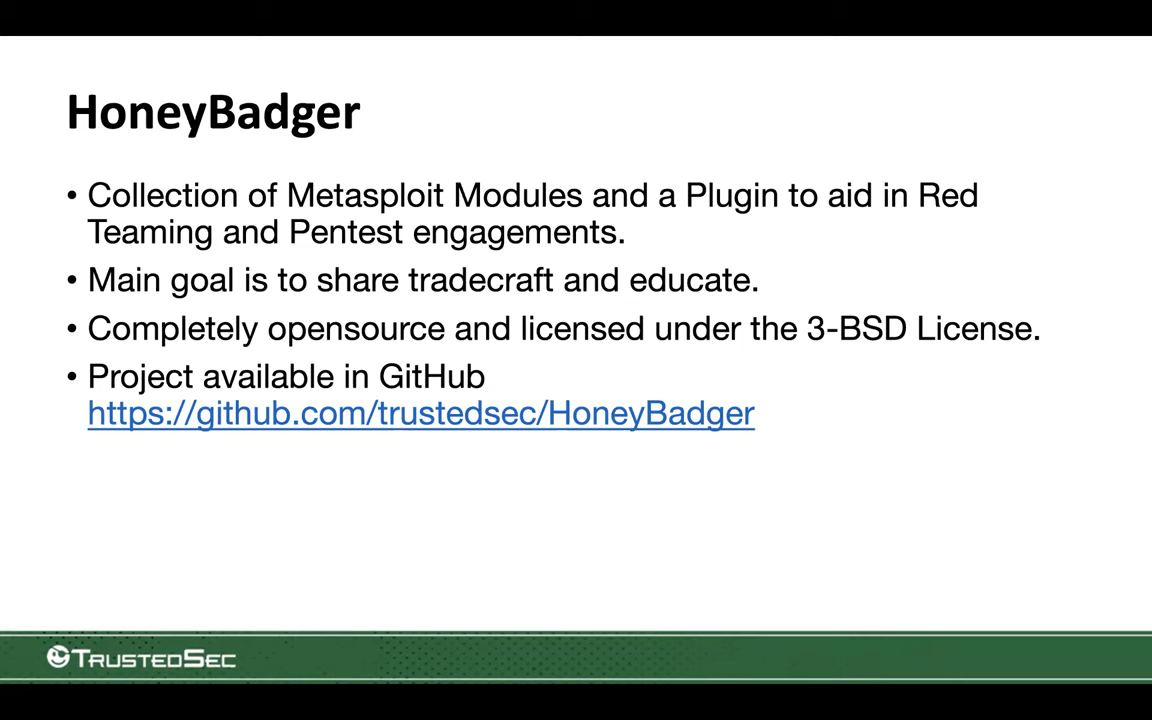 HoneyBadger
• Collection of Metasploit Modules and a Plugin to aid in Red
Teaming and Pentest engagements.
• Main goal is to share tradecraft and educate.
• Completely opensource and licensed under the 3-BSD License.
• Project available in GitHub
https://github.com/trustedsec/HoneyBadger
TRUSTEDSEC